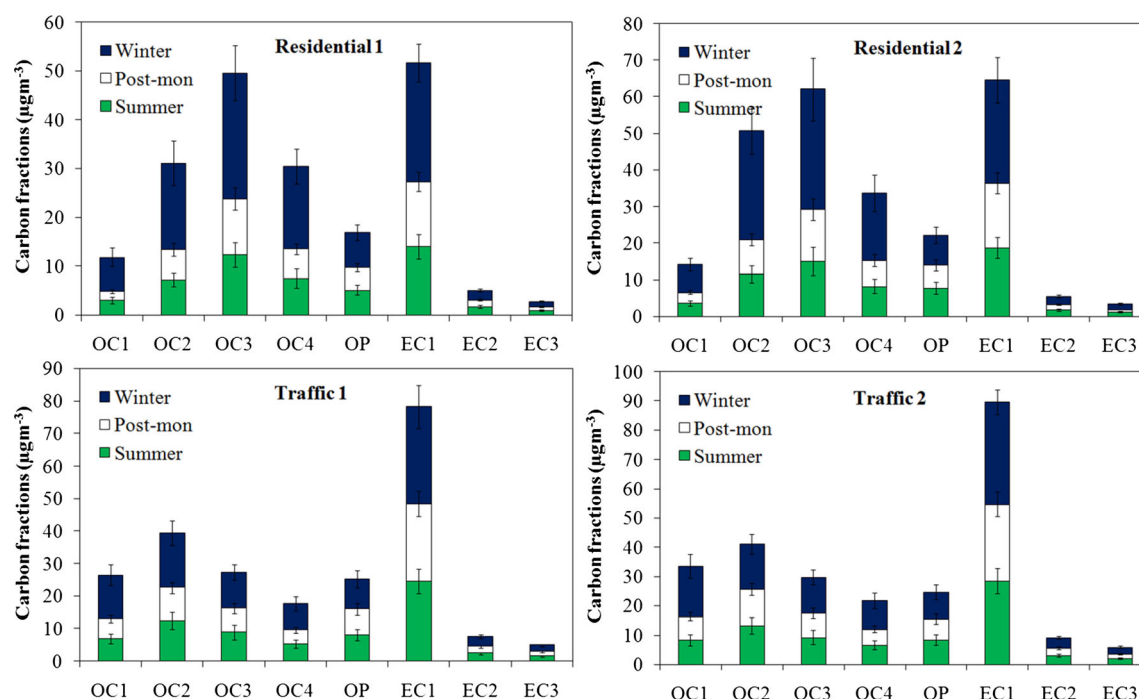 Residential 1
Carbon fractions (µgm⁻³)
60
50
40
30
20
10
0
Winter
Post-mon
Summer
OC1 OC2 OC3 OC4 OP EC1 EC2 EC3
Residential 2
Carbon fractions (µgm⁻³)
80
70
60
50
40
30
20
10
0
Winter
Post-mon
Summer
OC1 OC2 OC3 OC4 OP EC1 EC2 EC3
Traffic 1
Carbon fractions (µgm⁻³)
90
80
70
60
50
40
30
20
10
0
Winter
Post-mon
Summer
OC1 OC2 OC3 OC4 OP EC1 EC2 EC3
Traffic 2
Carbon fractions (µgm⁻³)
100
90
80
70
60
50
40
30
20
10
0
Winter
Post-mon
Summer
OC1 OC2 OC3 OC4 OP EC1 EC2 EC3